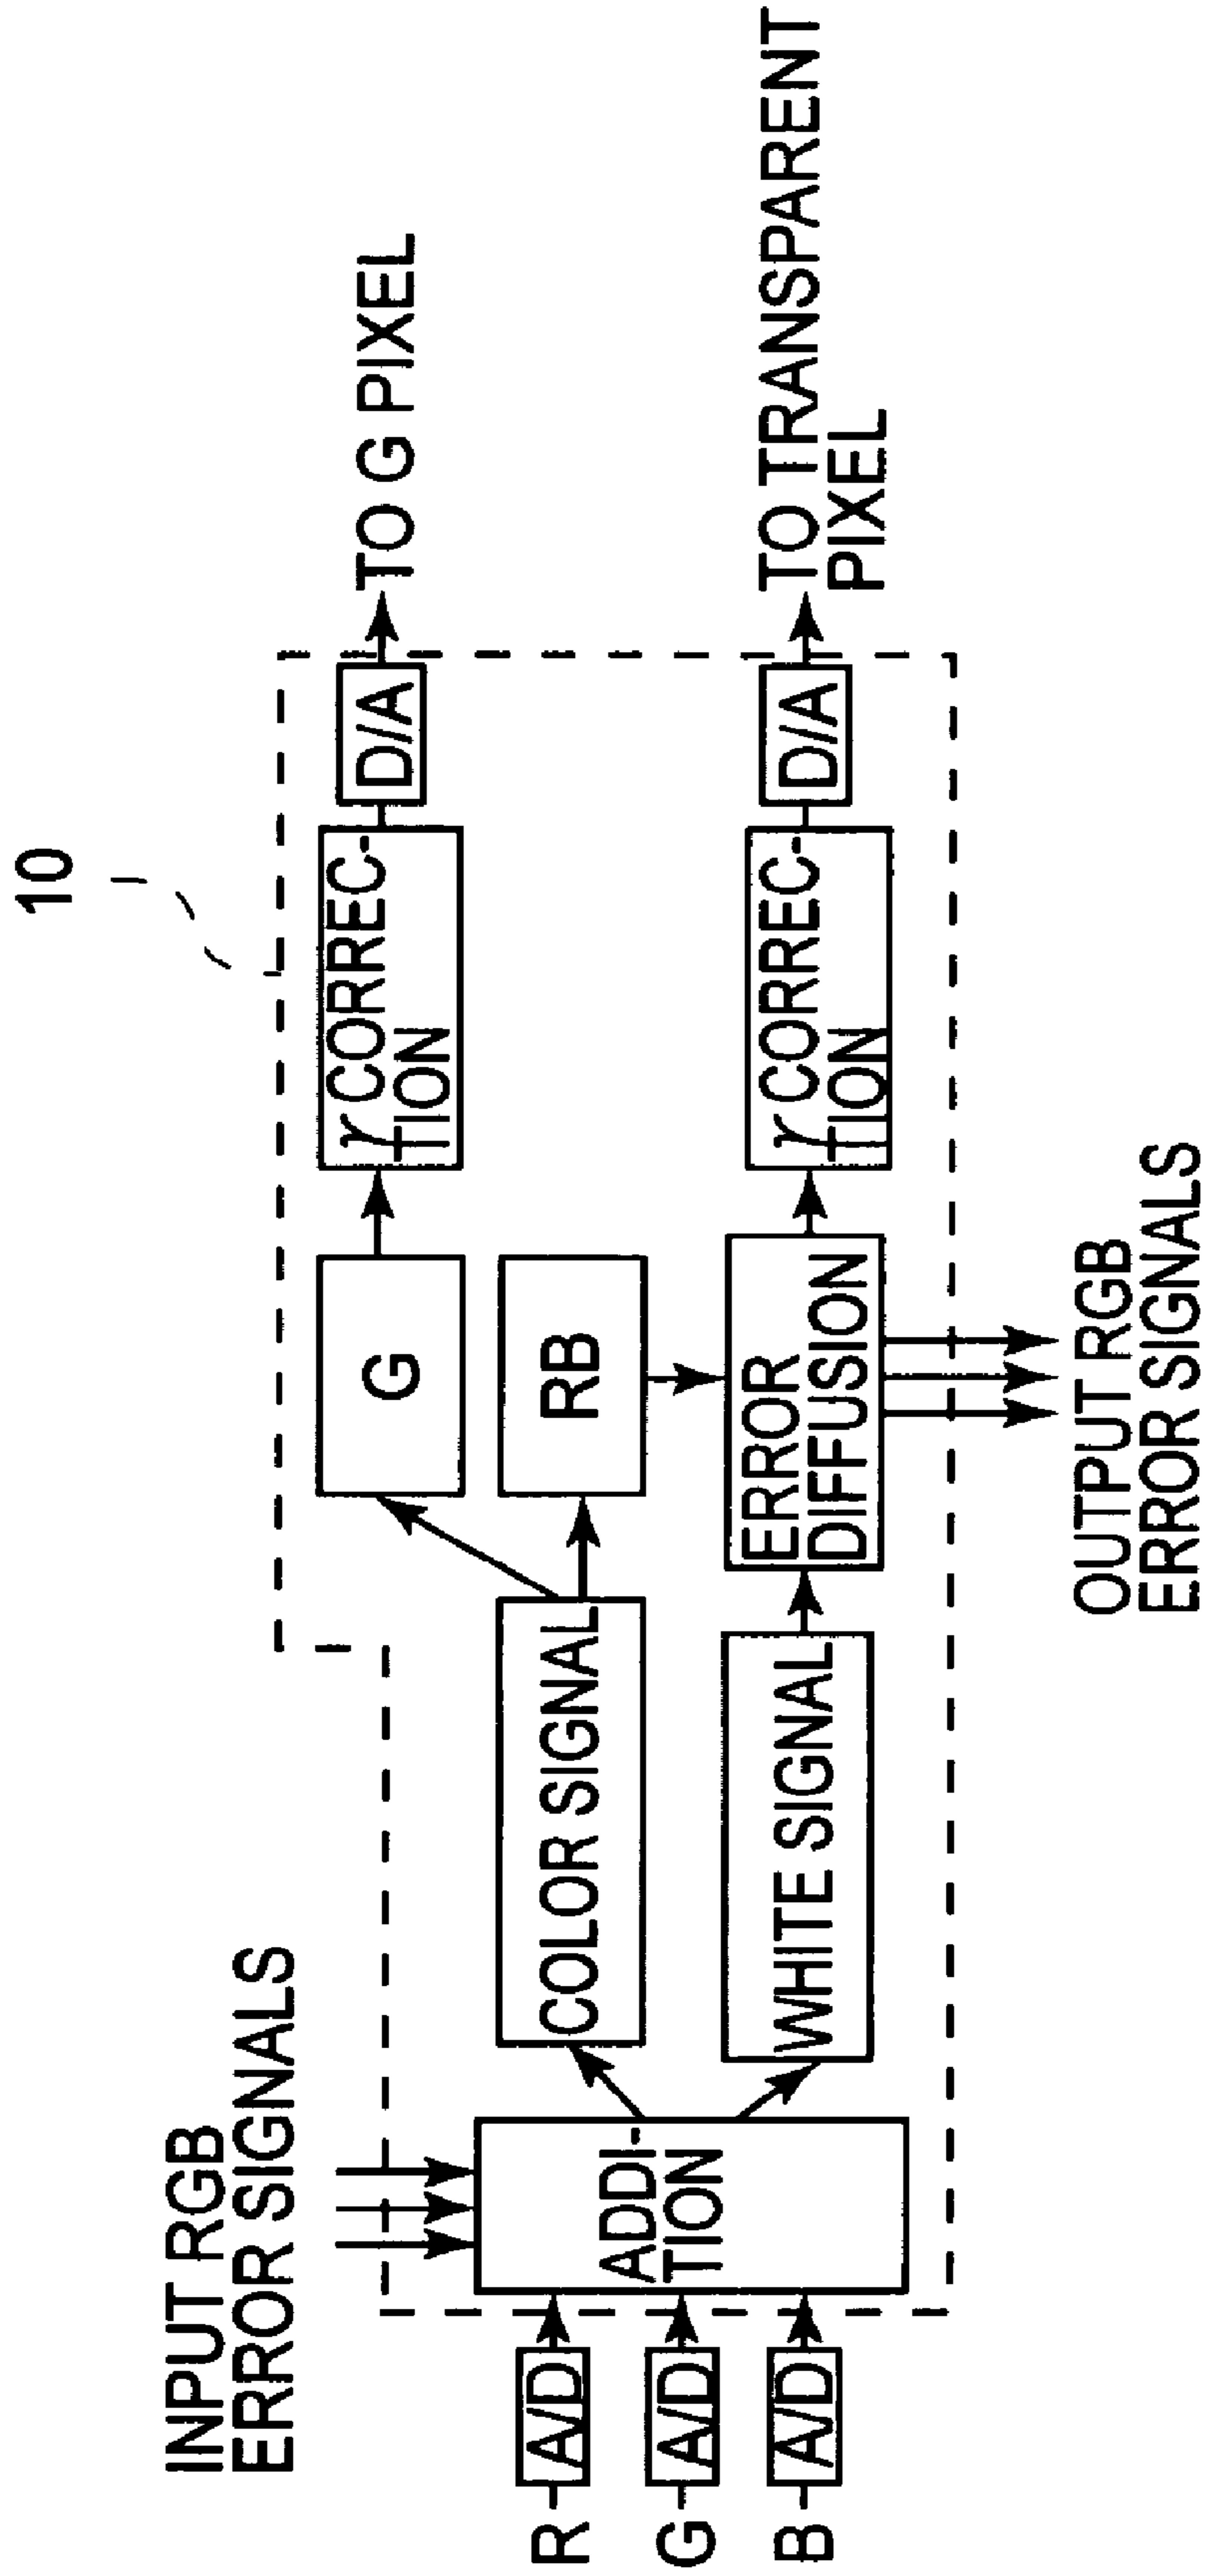 10
INPUT RGB
ERROR SIGNALS
R
A/D
G
A/D
B
A/D
ADDI-
TION
COLOR SIGNAL
WHITE SIGNAL
G
RB
ERROR
DIFFUSION
γ CORREC-
TION
γ CORREC-
TION
D/A
D/A
TO G PIXEL
TO TRANSPARENT
PIXEL
OUTPUT RGB
ERROR SIGNALS